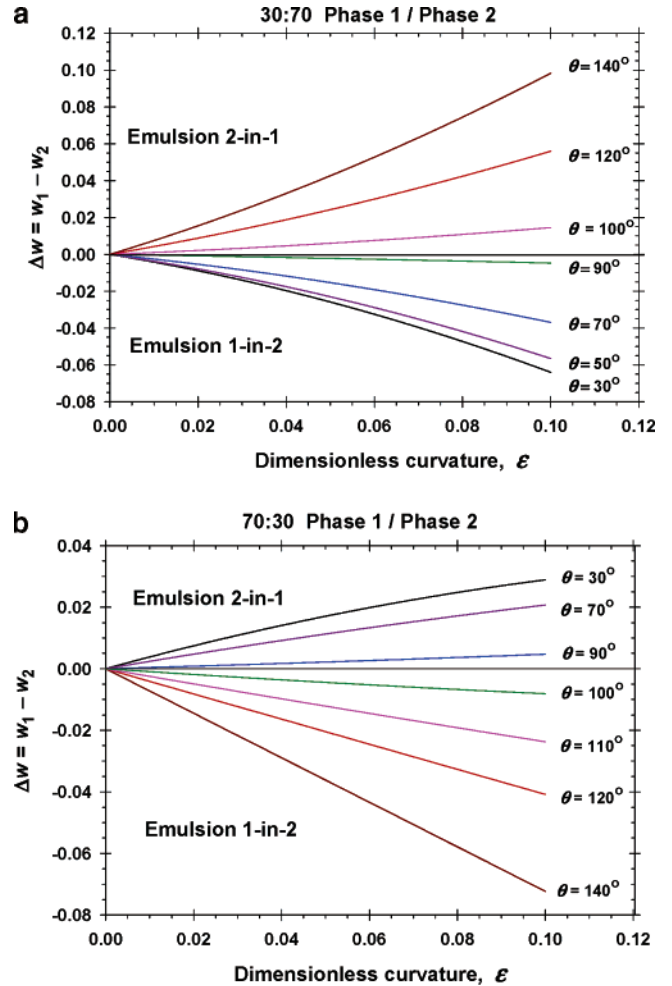 a
30:70 Phase 1 / Phase 2
0.12
0.10
0.08
0.06
0.04
0.02
0.00
-0.02
-0.04
-0.06
-0.08
Δw = w₁ − w₂
Emulsion 2-in-1
Emulsion 1-in-2
θ = 140°
θ = 120°
θ = 100°
θ = 90°
θ = 70°
θ = 50°
θ = 30°
0.00 0.02 0.04 0.06 0.08 0.10 0.12
Dimensionless curvature, ε
b
70:30 Phase 1 / Phase 2
0.04
0.02
0.00
-0.02
-0.04
-0.06
-0.08
Δw = w₁ − w₂
Emulsion 2-in-1
Emulsion 1-in-2
θ = 30°
θ = 70°
θ = 90°
θ = 100°
θ = 110°
θ = 120°
θ = 140°
0.00 0.02 0.04 0.06 0.08 0.10 0.12
Dimensionless curvature, ε